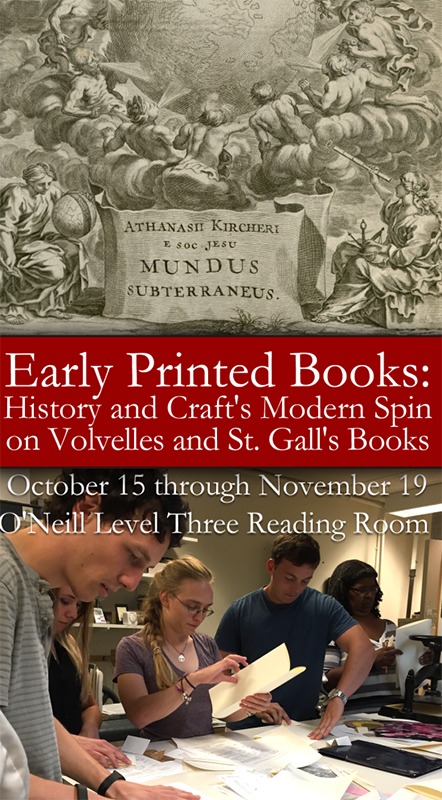 ATHANASII KIRCHERI
E SOC. JESU
MUNDUS
SUBTERRANEUS.
Early Printed Books:
History and Craft's Modern Spin
on Volvelles and St. Gall's Books
October 15 through November 19
O'Neill Level Three Reading Room